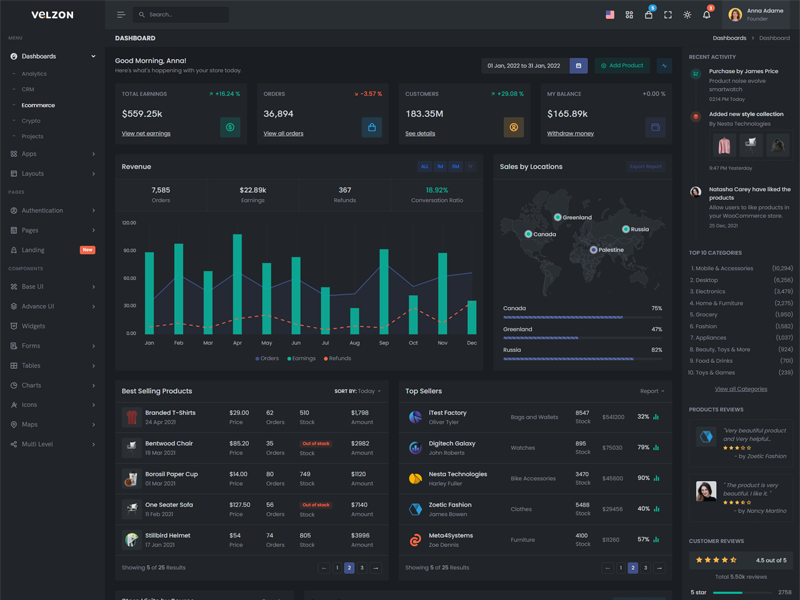 VELZON
Search...
5
3
Anna Adame
Founder
MENU
Dashboards
Analytics
CRM
Ecommerce
Crypto
Projects
Apps
Layouts
PAGES
Authentication
Pages
Landing
New
COMPONENTS
Base UI
Advance UI
Widgets
Forms
Tables
Charts
Icons
Maps
Multi Level
DASHBOARD
Dashboards > Dashboard
Good Morning, Anna!
Here's what's happening with your store today.
01 Jan, 2022 to 31 Jan, 2022
Add Product
TOTAL EARNINGS
+16.24 %
$559.25k
View net earnings
ORDERS
-3.57 %
36,894
View all orders
CUSTOMERS
+29.08 %
183.35M
See details
MY BALANCE
+0.00 %
$165.89k
Withdraw money
Revenue
ALL 1M 6M 1Y
7,585
Orders
$22.89k
Earnings
367
Refunds
18.92%
Conversation Ratio
120.00
90.00
60.00
30.00
0.00
Jan Feb Mar Apr May Jun Jul Aug Sep Oct Nov Dec
Orders Earnings Refunds
Sales by Locations
Export Report
Greenland
Canada
Russia
Palestine
Canada 75%
Greenland 47%
Russia 82%
Best Selling Products
SORT BY: Today
Branded T-Shirts $29.00 62 510 $1,798
24 Apr 2021 Price Orders Stock Amount
Bentwood Chair $85.20 35 Out of stock $2982
19 Mar 2021 Price Orders Stock Amount
Borosil Paper Cup $14.00 80 749 $1120
01 Mar 2021 Price Orders Stock Amount
One Seater Sofa $127.50 56 Out of stock $7140
11 Feb 2021 Price Orders Stock Amount
Stillbird Helmet $54 74 805 $3996
17 Jan 2021 Price Orders Stock Amount
Showing 5 of 25 Results
← 1 2 3 →
Top Sellers
Report
iTest Factory
Oliver Tyler
Bags and Wallets
8547
Stock
$541200
32%
Digitech Galaxy
John Roberts
Watches
895
Stock
$75030
79%
Nesta Technologies
Harley Fuller
Bike Accessories
3470
Stock
$45600
90%
Zoetic Fashion
James Bowen
Clothes
5488
Stock
$29456
40%
Meta4Systems
Zoe Dennis
Furniture
4100
Stock
$11260
57%
Showing 5 of 25 Results
← 1 2 3 →
RECENT ACTIVITY
Purchase by James Price
Product noise evolve
smartwatch
02:14 PM Today
Added new style collection
By Nesta Technologies
9:47 PM Yesterday
Natasha Carey have liked the
products
Allow users to like products in
your WooCommerce store.
25 Dec, 2021
TOP 10 CATEGORIES
1. Mobile & Accessories (10,294)
2. Desktop (6,256)
3. Electronics (3,479)
4. Home & Furniture (2,275)
5. Grocery (1,950)
6. Fashion (1,582)
7. Appliances (1,037)
8. Beauty, Toys & More (924)
9. Food & Drinks (701)
10. Toys & Games (239)
View all Categories
PRODUCTS REVIEWS
"Very beautiful product
and Very helpful..
- by Zoetic Fashion
" The product is very
beautiful. I like it. "
- by Nancy Martino
CUSTOMER REVIEWS
4.5 out of 5
Total 5.50k reviews
5 star 2758